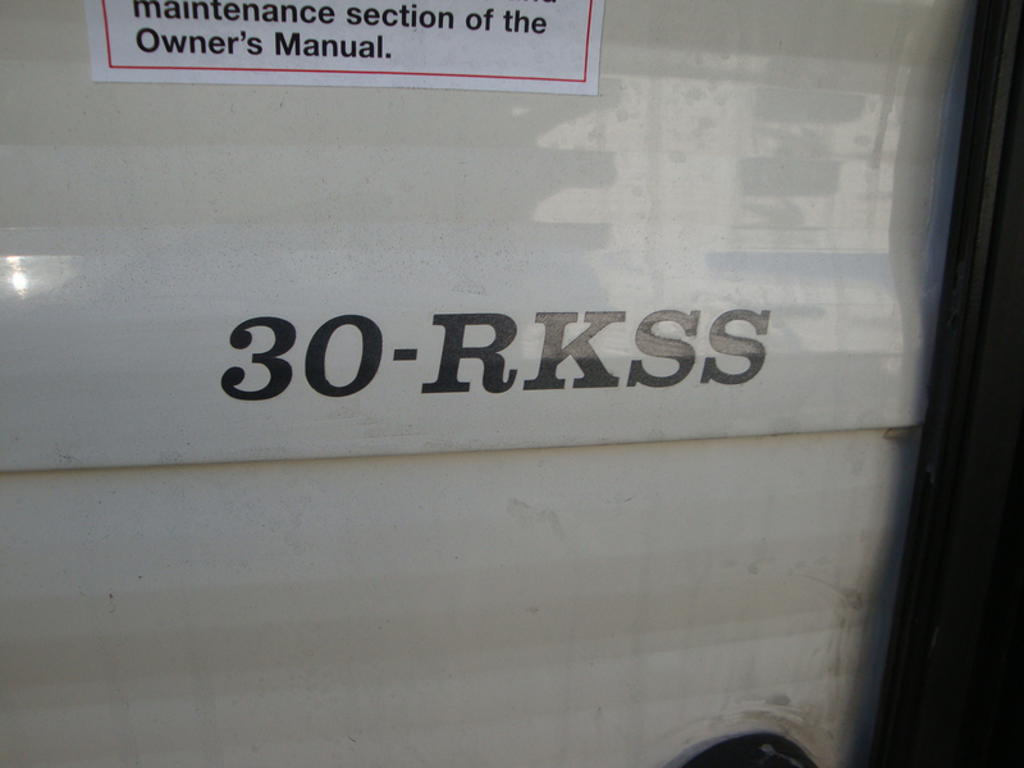 maintenance section of the
Owner's Manual.
30-RKSS